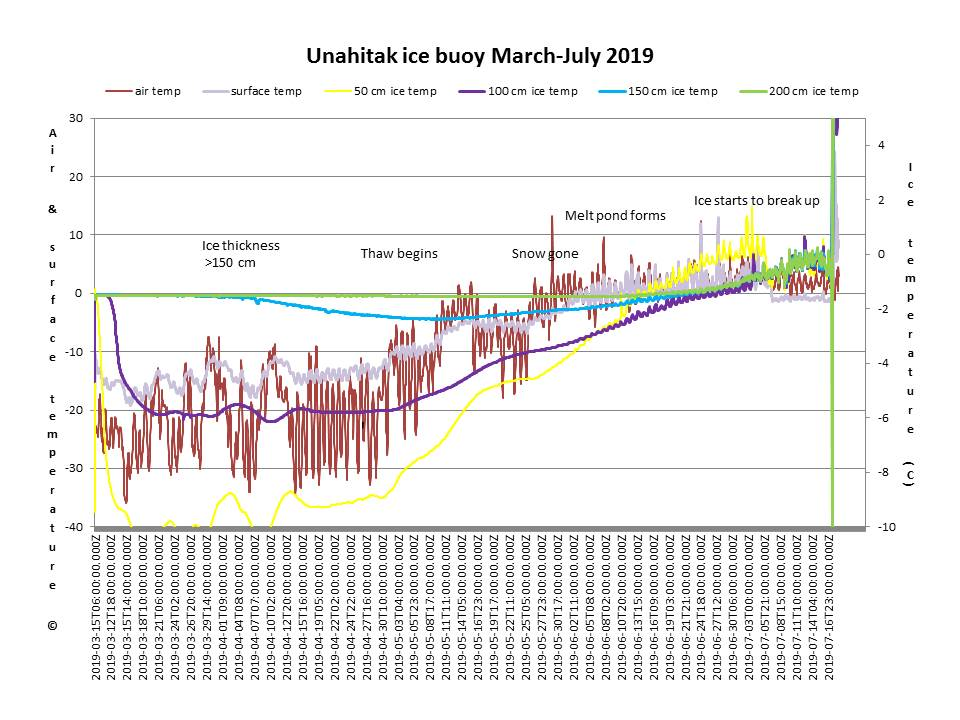 Unahitak ice buoy March-July 2019
air temp
surface temp
50 cm ice temp
100 cm ice temp
150 cm ice temp
200 cm ice temp
Air & surface temperature ©
30
20
10
0
-10
-20
-30
-40
Ice thickness
>150 cm
Thaw begins
Snow gone
Melt pond forms
Ice starts to break up
4
2
0
-2
-4
-6
-8
-10
Ice temperature (C)
2019-03-15T06:00:00.000Z
2019-03-12T18:00:00.000Z
2019-03-15T14:00:00.000Z
2019-03-18T10:00:00.000Z
2019-03-21T06:00:00.000Z
2019-03-24T02:00:00.000Z
2019-03-26T20:00:00.000Z
2019-03-29T14:00:00.000Z
2019-04-01T09:00:00.000Z
2019-04-04T08:00:00.000Z
2019-04-07T07:00:00.000Z
2019-04-10T02:00:00.000Z
2019-04-12T20:00:00.000Z
2019-04-15T16:00:00.000Z
2019-04-19T05:00:00.000Z
2019-04-22T04:00:00.000Z
2019-04-24T22:00:00.000Z
2019-04-27T16:00:00.000Z
2019-04-30T10:00:00.000Z
2019-05-03T04:00:00.000Z
2019-05-05T23:00:00.000Z
2019-05-08T17:00:00.000Z
2019-05-11T11:00:00.000Z
2019-05-14T05:00:00.000Z
2019-05-16T23:00:00.000Z
2019-05-19T17:00:00.000Z
2019-05-22T11:00:00.000Z
2019-05-25T05:00:00.000Z
2019-05-27T23:00:00.000Z
2019-05-30T17:00:00.000Z
2019-06-02T11:00:00.000Z
2019-06-05T08:00:00.000Z
2019-06-08T02:00:00.000Z
2019-06-10T20:00:00.000Z
2019-06-13T15:00:00.000Z
2019-06-16T09:00:00.000Z
2019-06-21T21:00:00.000Z
2019-06-24T18:00:00.000Z
2019-06-27T12:00:00.000Z
2019-06-30T06:00:00.000Z
2019-07-03T00:00:00.000Z
2019-07-05T21:00:00.000Z
2019-07-08T15:00:00.000Z
2019-07-11T10:00:00.000Z
2019-07-14T04:00:00.000Z
2019-07-16T23:00:00.000Z